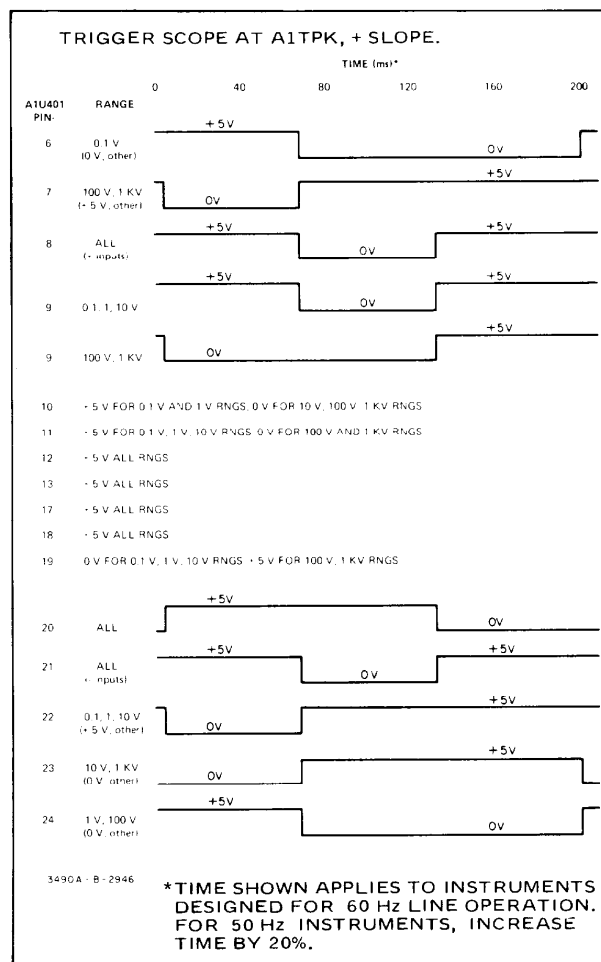 TRIGGER SCOPE AT A1TPK, + SLOPE.
TIME (ms)*
0 40 80 120 160 200
A1U401 PIN· RANGE
+5V
6 0.1 V 0V
(0 V, other)
+5V
7 100 V, 1 KV 0V
(+ 5 V, other)
+5V +5V
8 ALL 0V
inputs)
+5V +5V
9 0.1, 1, 10 V 0V
+5V
9 100 V, 1 KV 0V
10 + 5 V FOR 0.1 V AND 1 V RNGS, 0 V FOR 10 V, 100 V, 1 KV RNGS
11 + 5 V FOR 0.1 V, 1 V, 10 V RNGS, 0 V FOR 100 V AND 1 KV RNGS
12 + 5 V ALL RNGS
13 + 5 V ALL RNGS
17 + 5 V ALL RNGS
18 + 5 V ALL RNGS
19 0 V FOR 0.1 V, 1 V, 10 V RNGS + 5 V FOR 100 V, 1 KV RNGS
+5V
20 ALL 0V
+5V +5V
21 ALL 0V
inputs)
+5V
22 0.1, 1, 10 V 0V
(+ 5 V, other)
+5V
23 10 V, 1 KV 0V
(0 V, other)
+5V
24 1 V, 100 V 0V
(0 V, other)
3490A - B - 2946
*TIME SHOWN APPLIES TO INSTRUMENTS
DESIGNED FOR 60 Hz LINE OPERATION.
FOR 50 Hz INSTRUMENTS, INCREASE
TIME BY 20%.